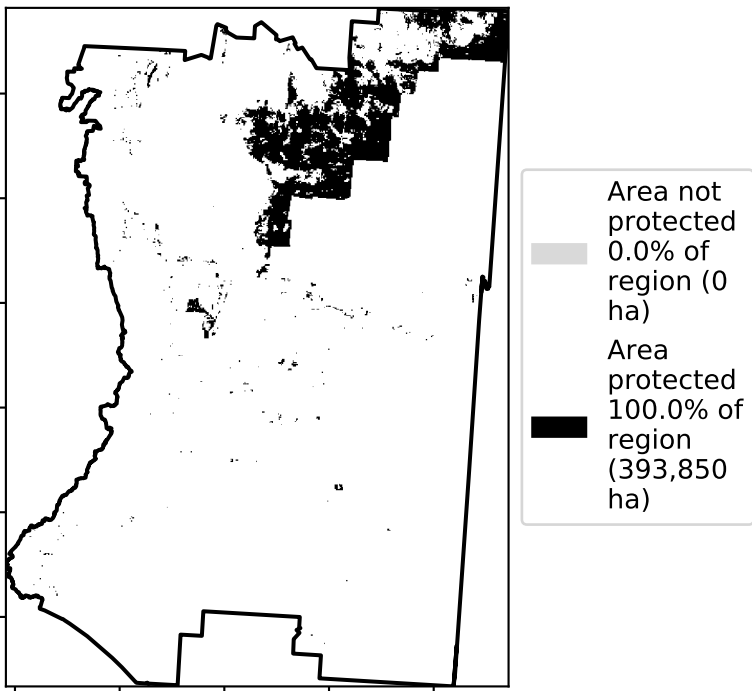 Area not
protected
0.0% of
region (0
ha)
Area
protected
100.0% of
region
(393,850
ha)